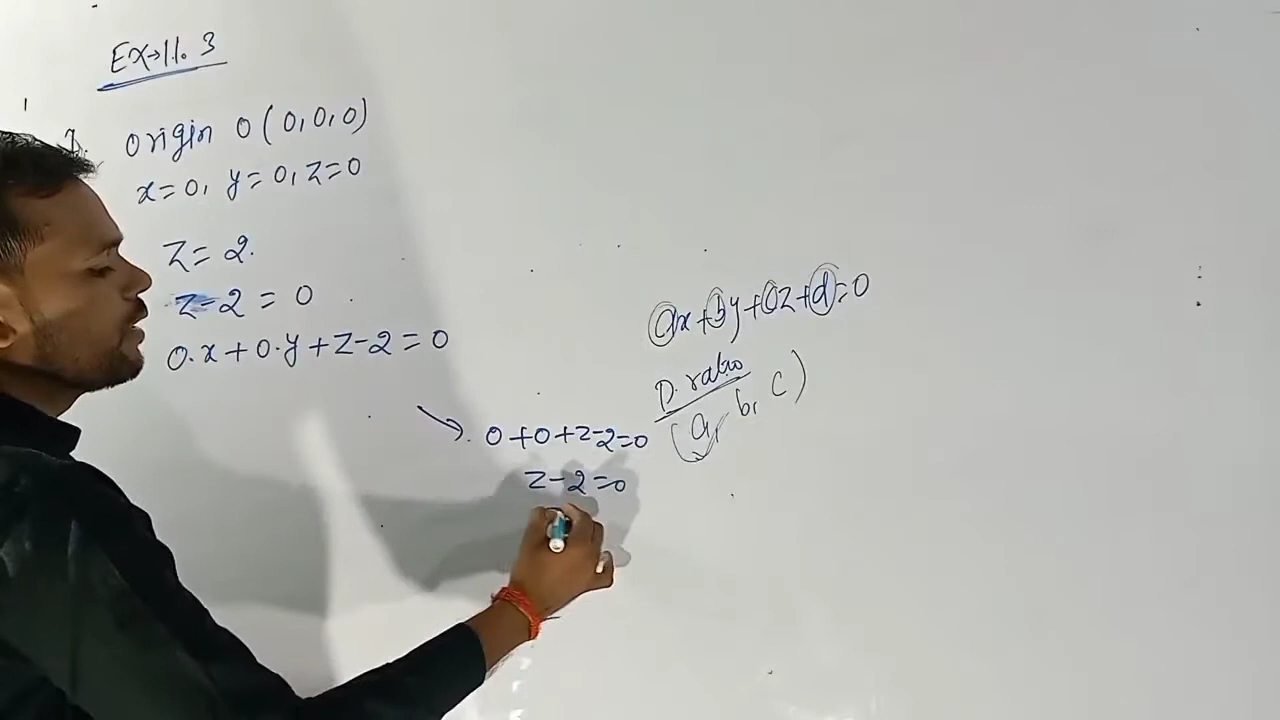 Ex→11.3
1.
origin O(0,0,0)
x=0, y=0, z=0
z=2.
z-2=0
0.x+0.y+z-2=0
→. 0+0+z-2=0
z-2=0
ax+by+cz+d=0
D. ratio
(a, b, c)